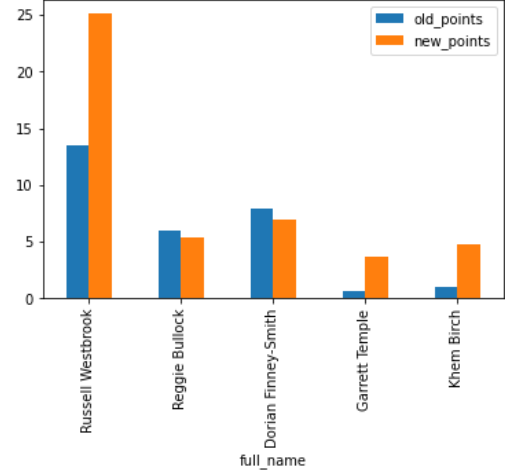 25
20
15
10
5
0
old_points
new_points
Russell Westbrook
Reggie Bullock
Dorian Finney-Smith
Garrett Temple
Khem Birch
full_name